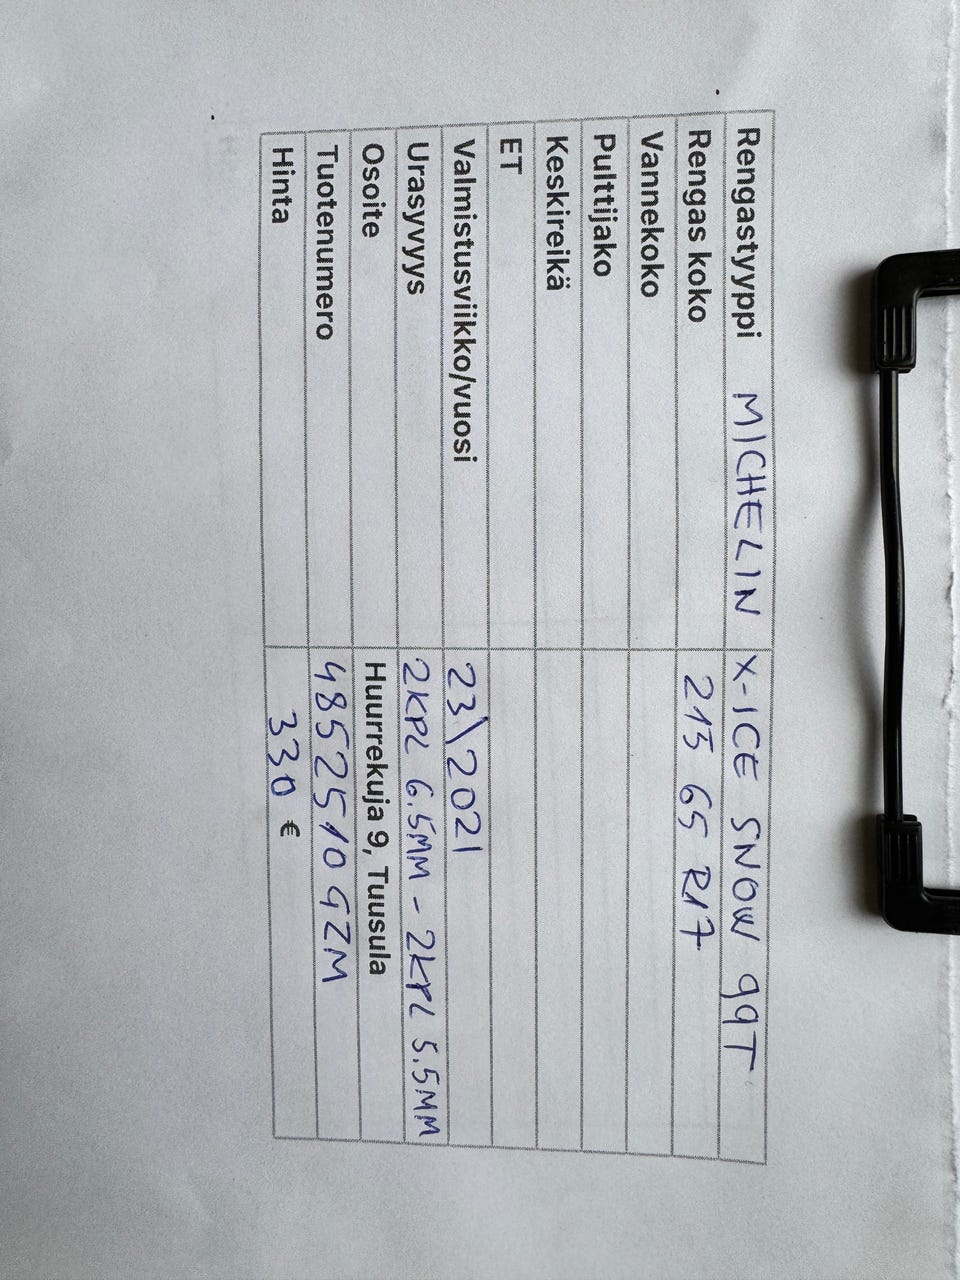 Rengastyyppi MICHELIN X-ICE SNOW 99T
Rengas koko 215 65 R17
Vannekoko
Pulttijako
Keskireikä
ET
Valmistusviikko/vuosi 23\2021
Urasyvyys 2KPL 6.5MM - 2KPL 5.5MM
Osoite Huurrekuja 9, Tuusula
Tuotenumero 4852510GZM
Hinta 330 €